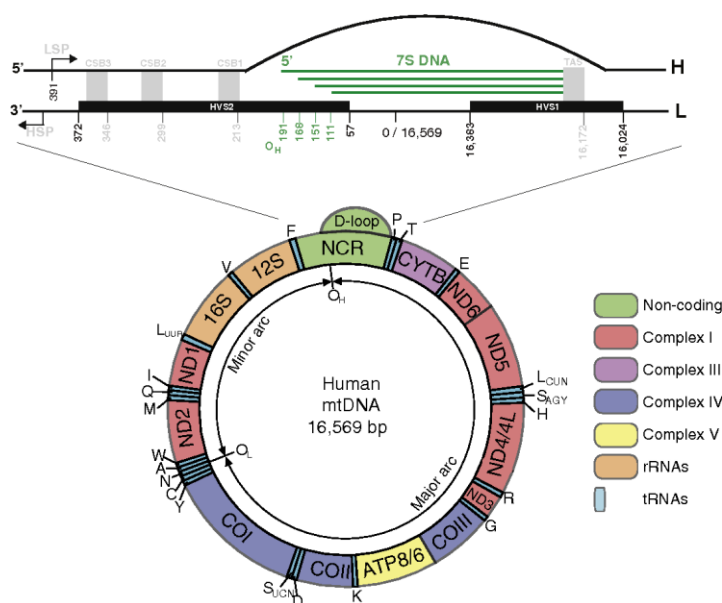 LSP
CSB3 CSB2 CSB1 5' 7S DNA TAS
5' H
391
3' HVS2 HVS1 L
HSP
372 346 299 213 191 168 151 111 57 0 / 16,569 16,383 16,172 16,024
OH
D-loop
F NCR P T
V 12S CYTB E
16S OH ND6
LUUR Minor arc ND5
ND1
I
Q
M
ND2
Human
mtDNA
16,569 bp
LCUN
SAGY
H
ND4/4L
W
A
N
C
Y
OL
Major arc
R
ND3
G
COI COIII
SUCN D COII K ATP8/6
Non-coding
Complex I
Complex III
Complex IV
Complex V
rRNAs
tRNAs